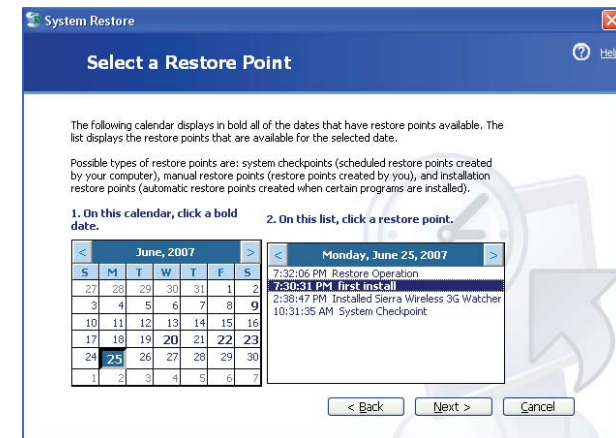 System Restore
Select a Restore Point
Help
The following calendar displays in bold all of the dates that have restore points available. The
list displays the restore points that are available for the selected date.
Possible types of restore points are: system checkpoints (scheduled restore points created
by your computer), manual restore points (restore points created by you), and installation
restore points (automatic restore points created when certain programs are installed).
1. On this calendar, click a bold
date.
2. On this list, click a restore point.
< June, 2007 >
S M T W T F S
27 28 29 30 31 1 2
3 4 5 6 7 8 9
10 11 12 13 14 15 16
17 18 19 20 21 22 23
24 25 26 27 28 29 30
1 2 3 4 5 6 7
< Monday, June 25, 2007 >
7:32:06 PM Restore Operation
7:30:31 PM first install
2:38:47 PM Installed Sierra Wireless 3G Watcher
10:31:35 AM System Checkpoint
< Back
Next >
Cancel